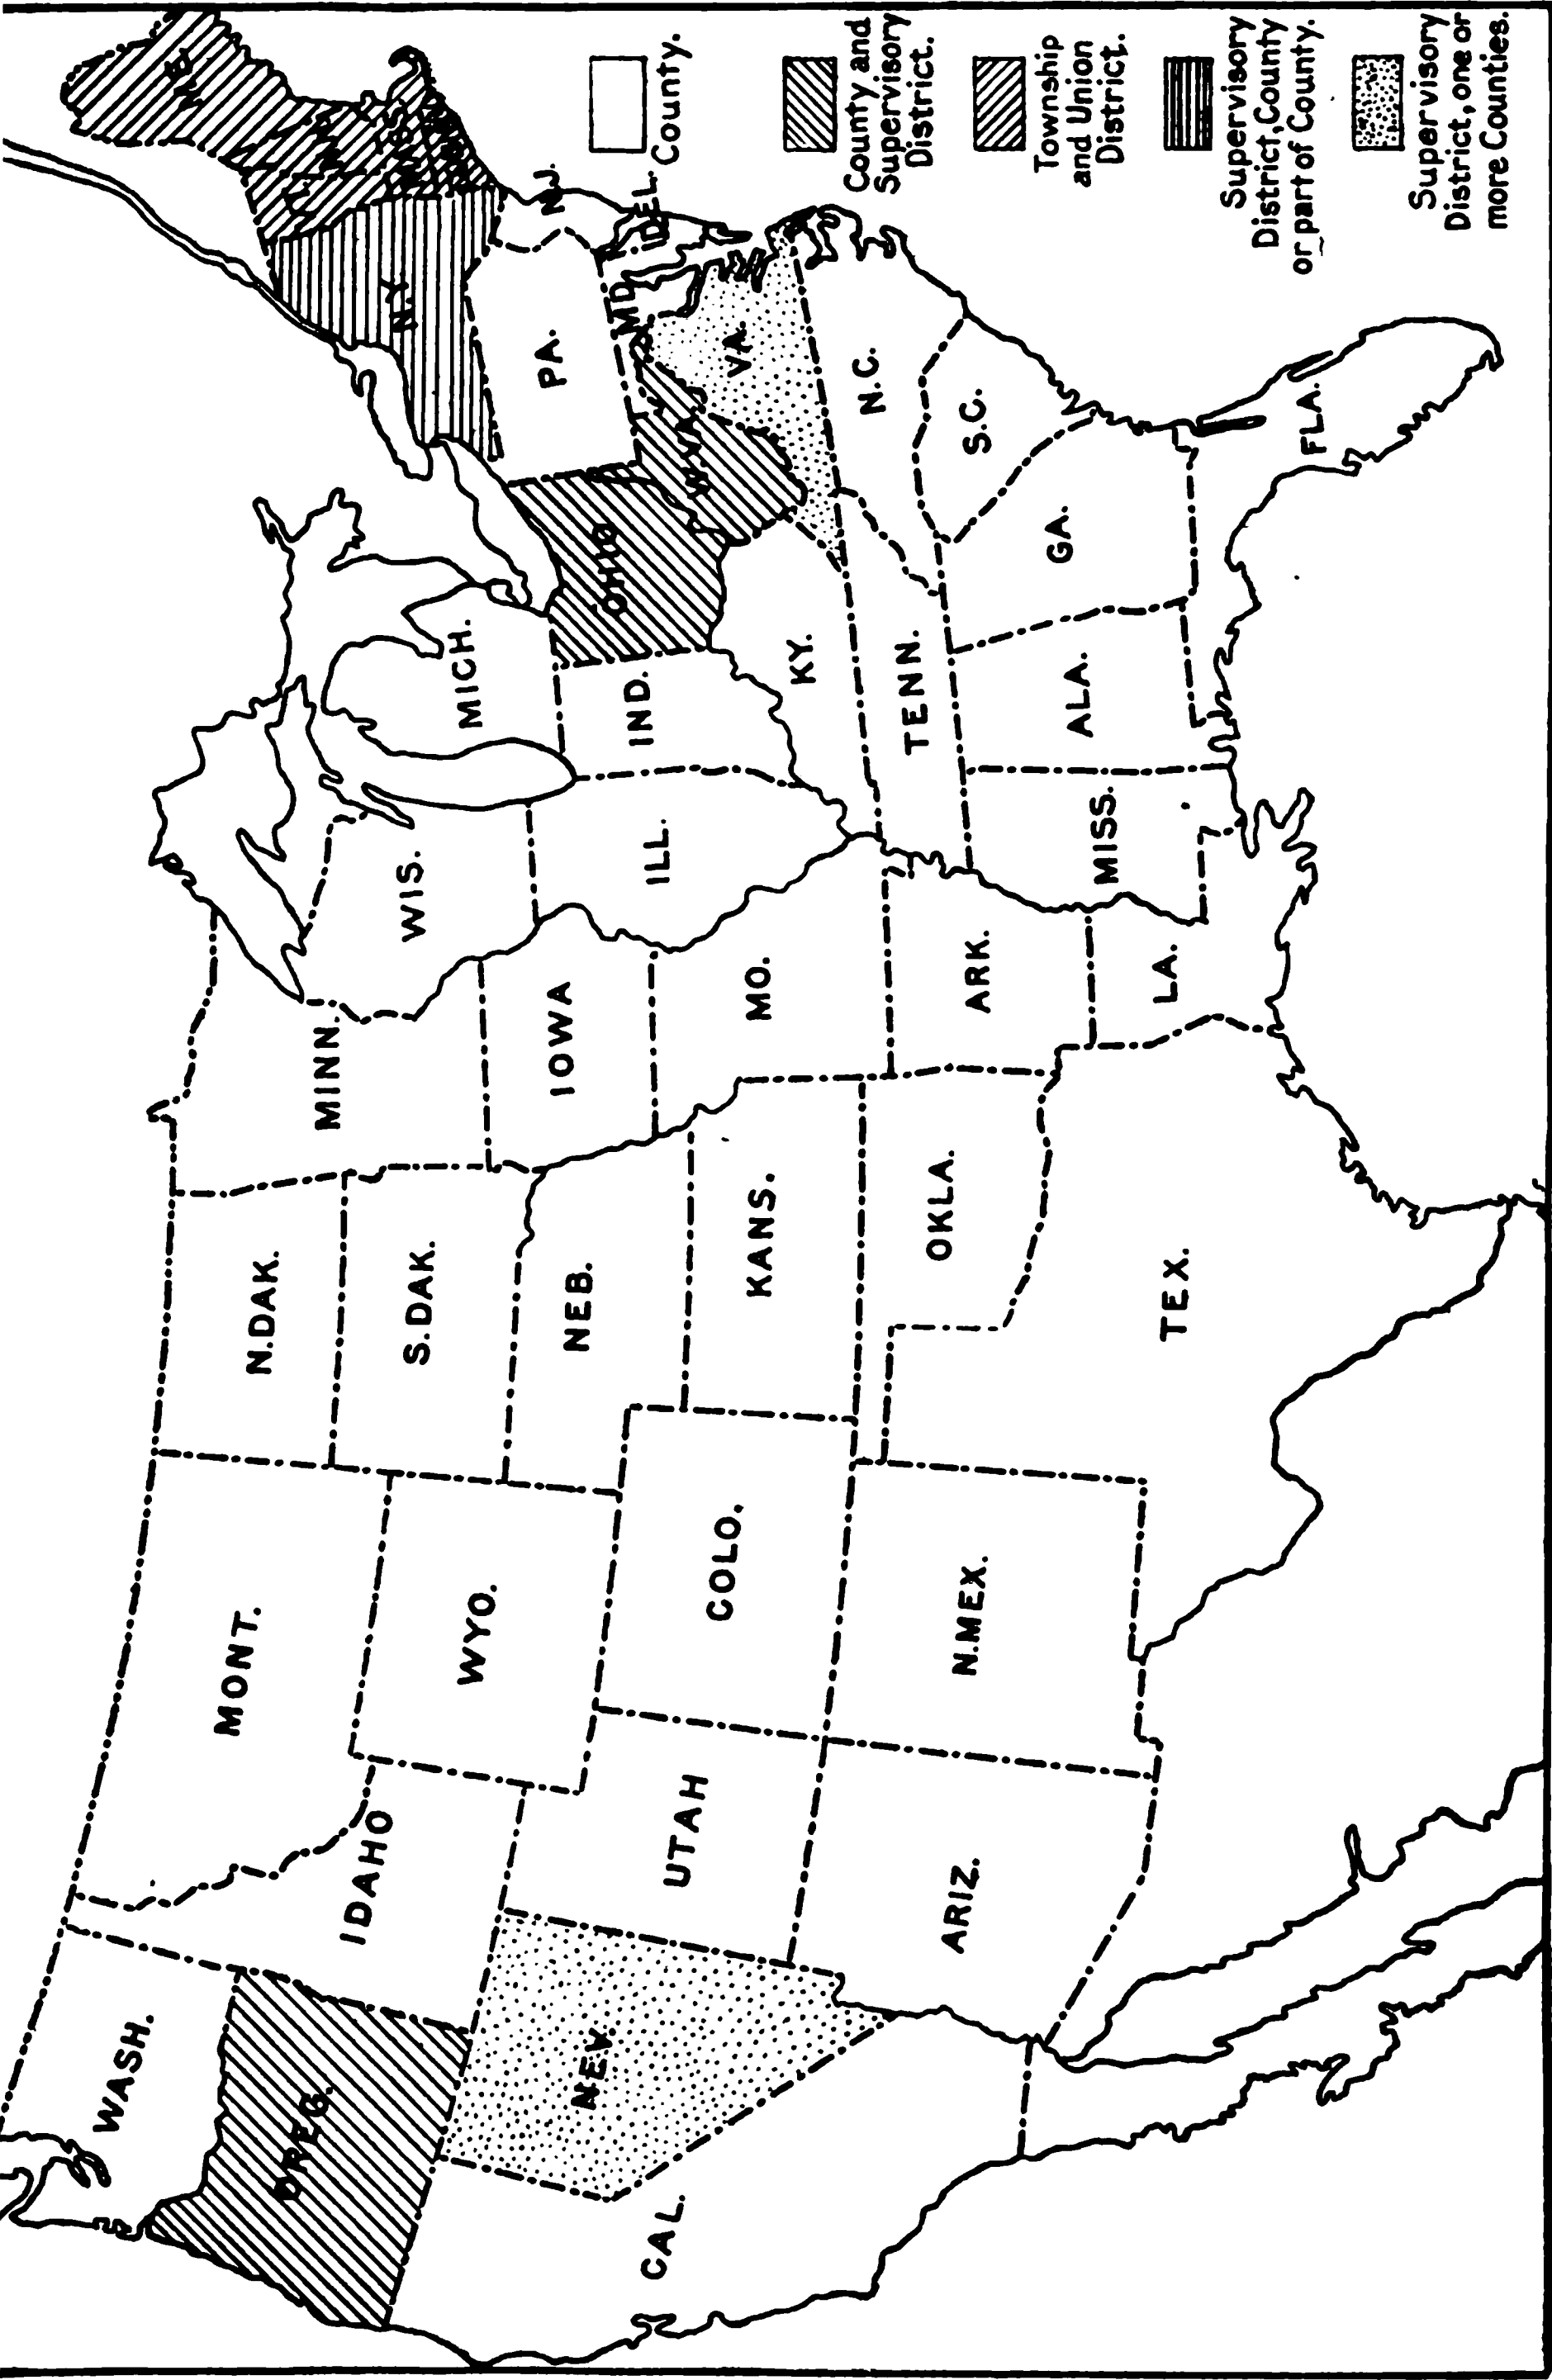 WASH.
OREG.
CAL.
NEV.
IDAHO
MONT.
WYO.
UTAH
ARIZ.
COLO.
N.MEX.
N.DAK.
S.DAK.
NEB.
KANS.
OKLA.
TEX.
MINN.
IOWA
MO.
ARK.
LA.
WIS.
ILL.
MICH.
IND.
OHIO
KY.
TENN.
MISS.
ALA.
GA.
FLA.
S.C.
N.C.
VA.
W.VA.
MD.
DEL.
PA.
N.J.
N.Y.
ME.
County.
County and
Supervisory
District.
Township
and Union
District.
Supervisory
District,County
or part of County.
Supervisory
District, one or
more Counties.